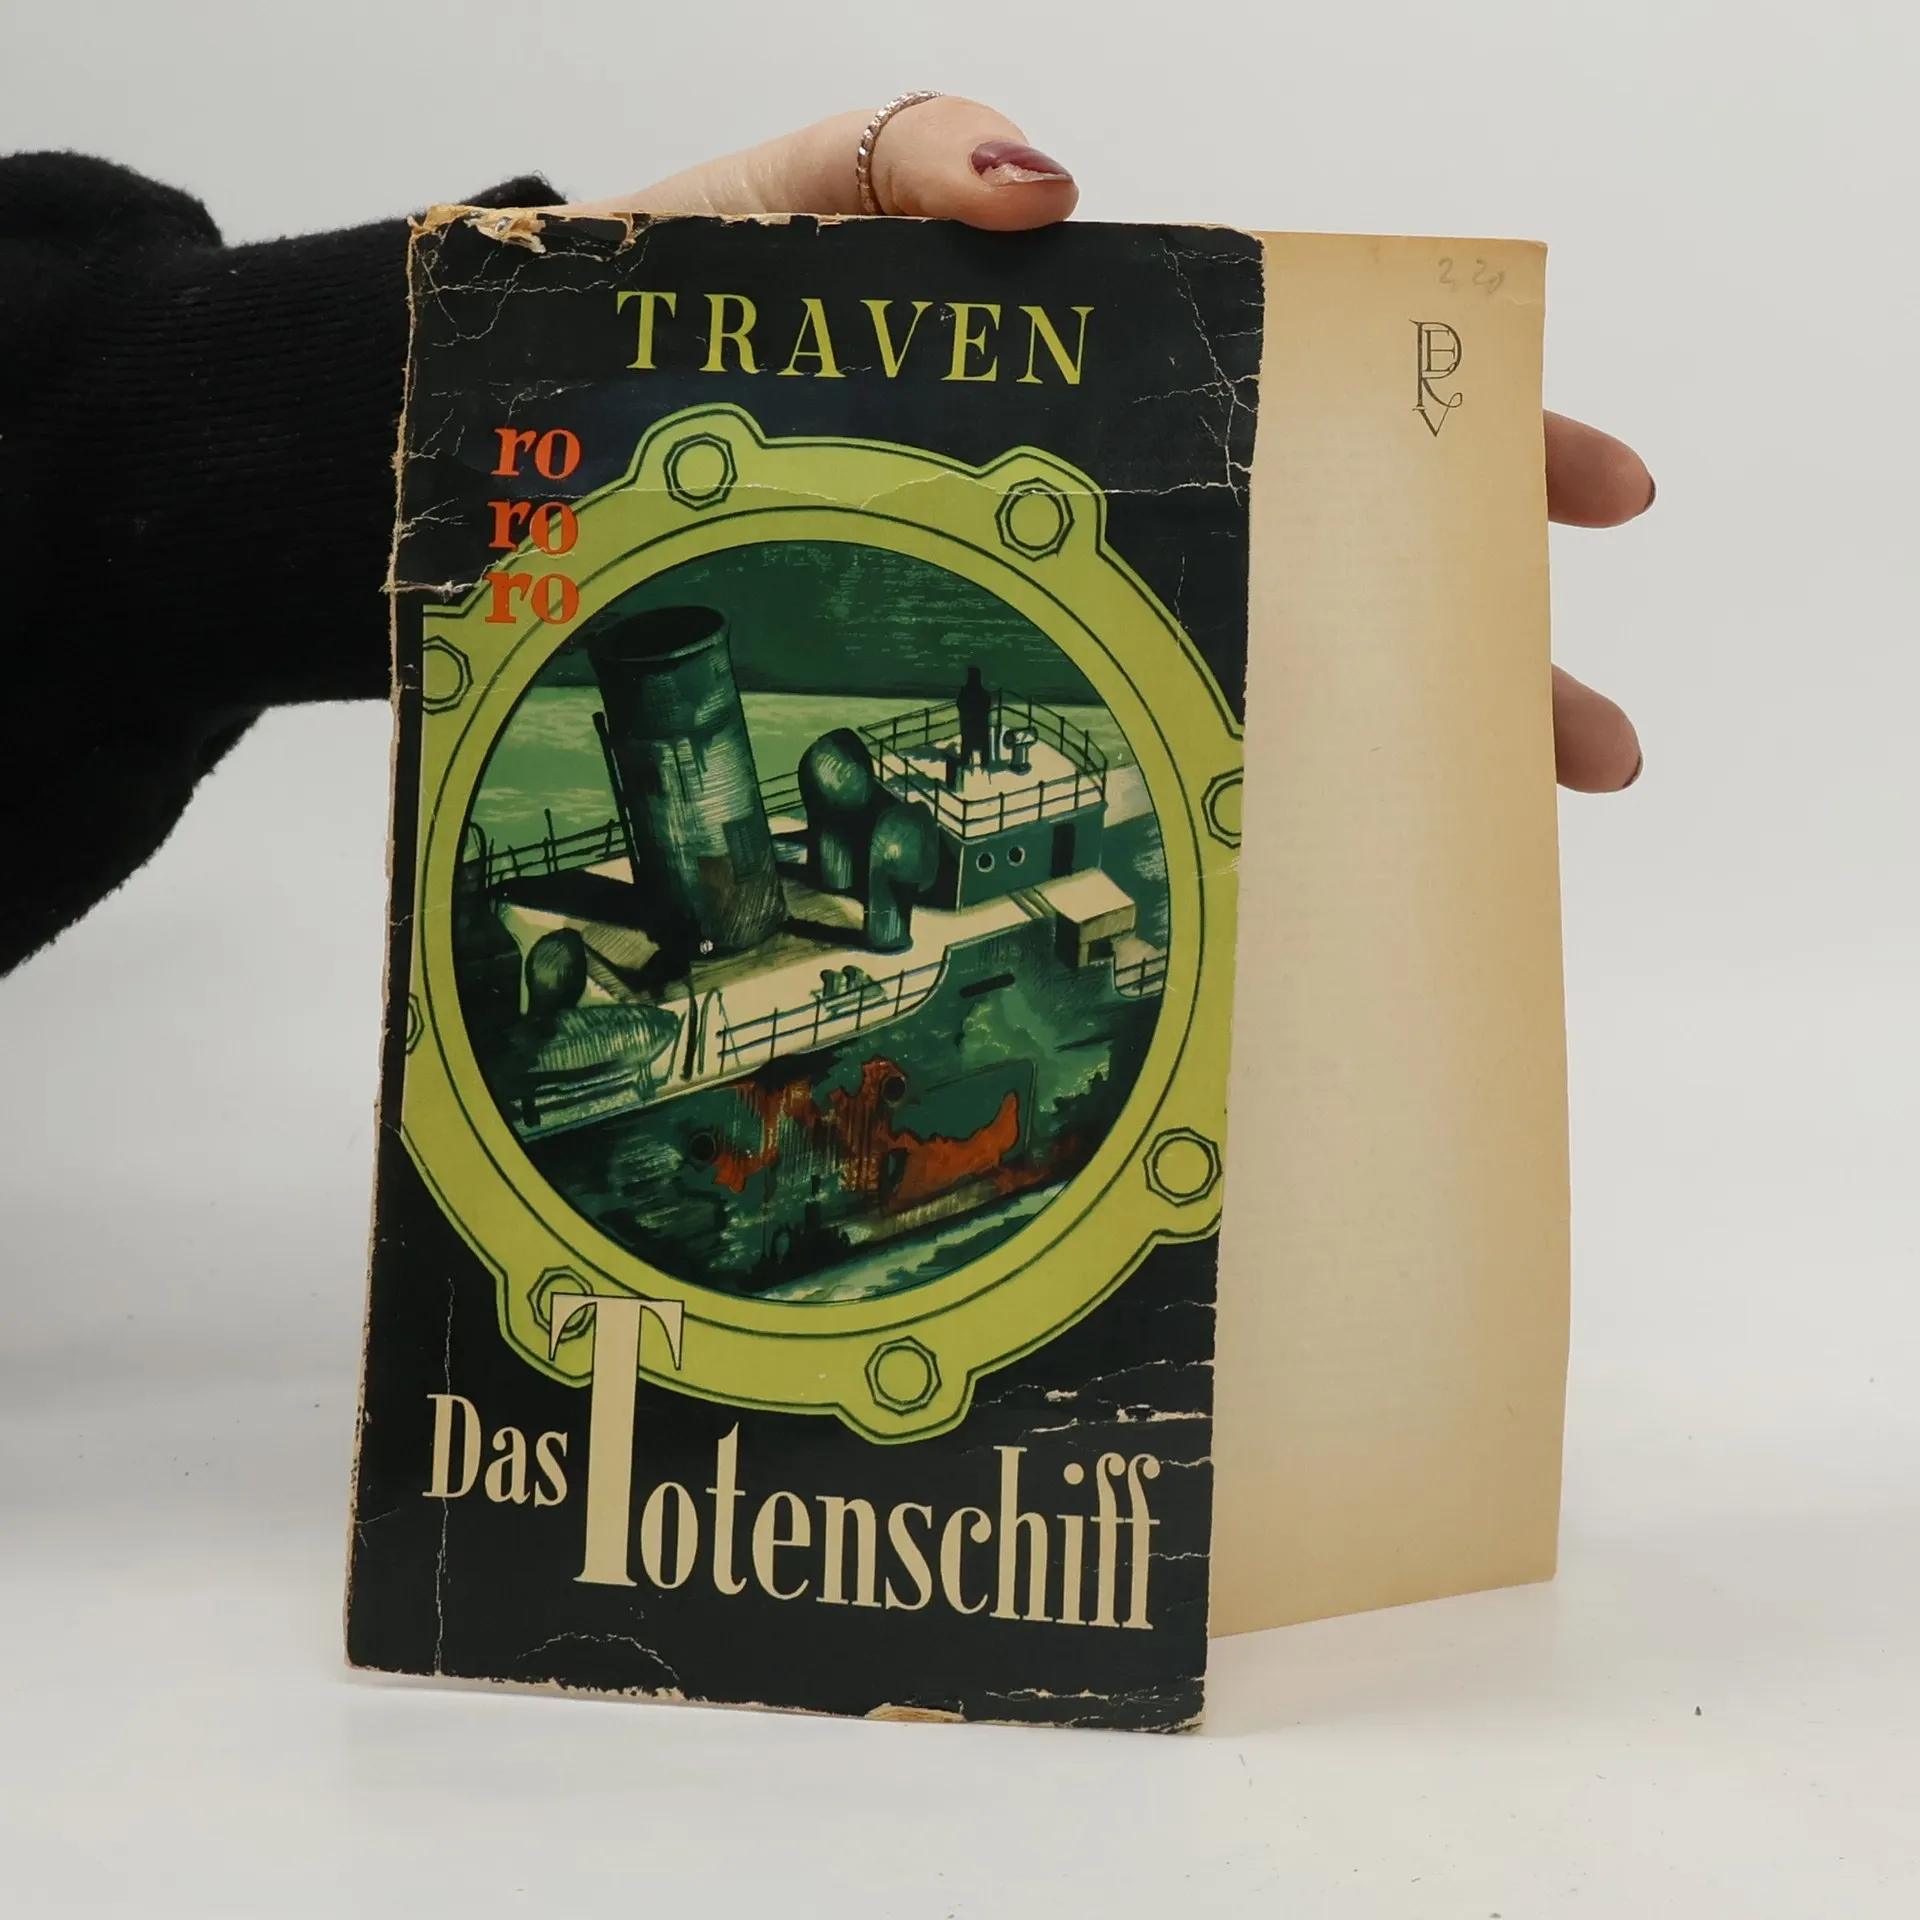 TRAVEN
ro
ro
ro
Das Totenschiff
2,20